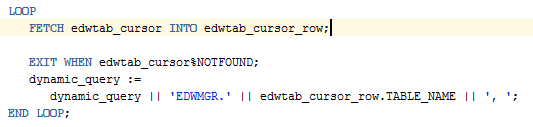 LOOP
FETCH edwtab_cursor INTO edwtab_cursor_row;
EXIT WHEN edwtab_cursor%NOTFOUND;
dynamic_query :=
dynamic_query || 'EDWMGR.' || edwtab_cursor_row.TABLE_NAME || ', ';
END LOOP;